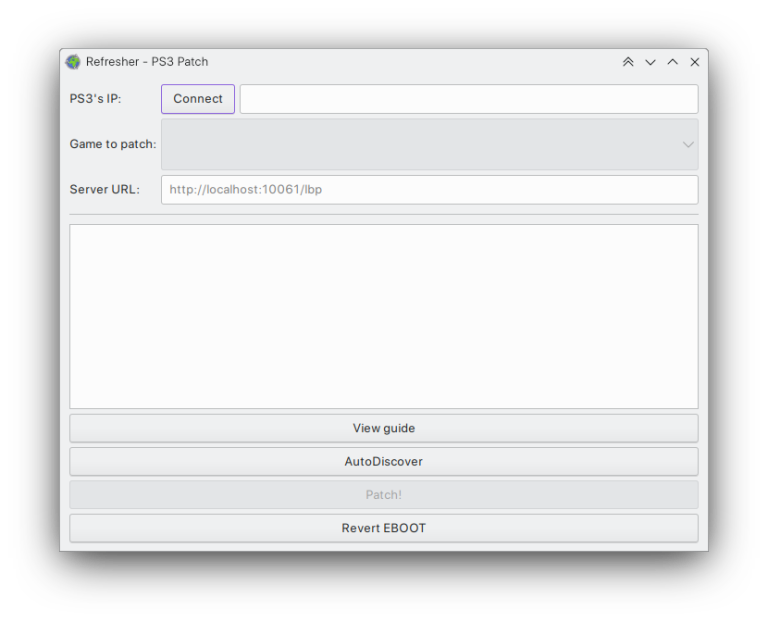 Refresher - PS3 Patch
PS3's IP: Connect
Game to patch:
Server URL: http://localhost:10061/lbp
View guide
AutoDiscover
Patch!
Revert EBOOT